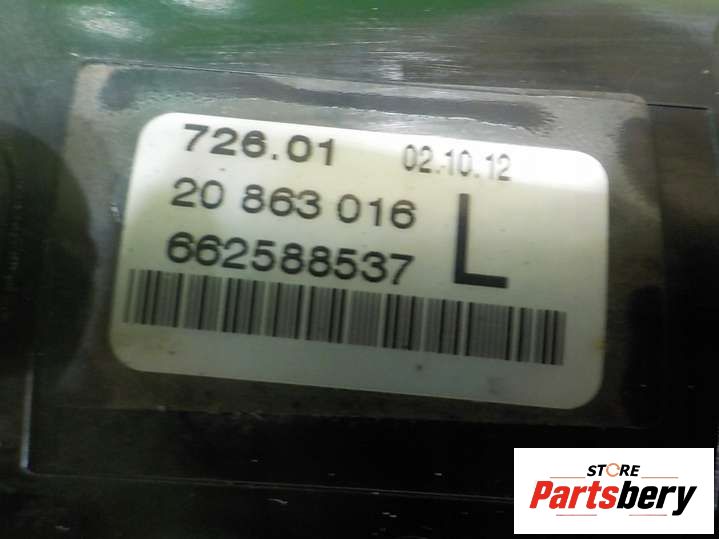 726.01 02.10.12
20 863 016
662588537 L
STORE
Partsbery